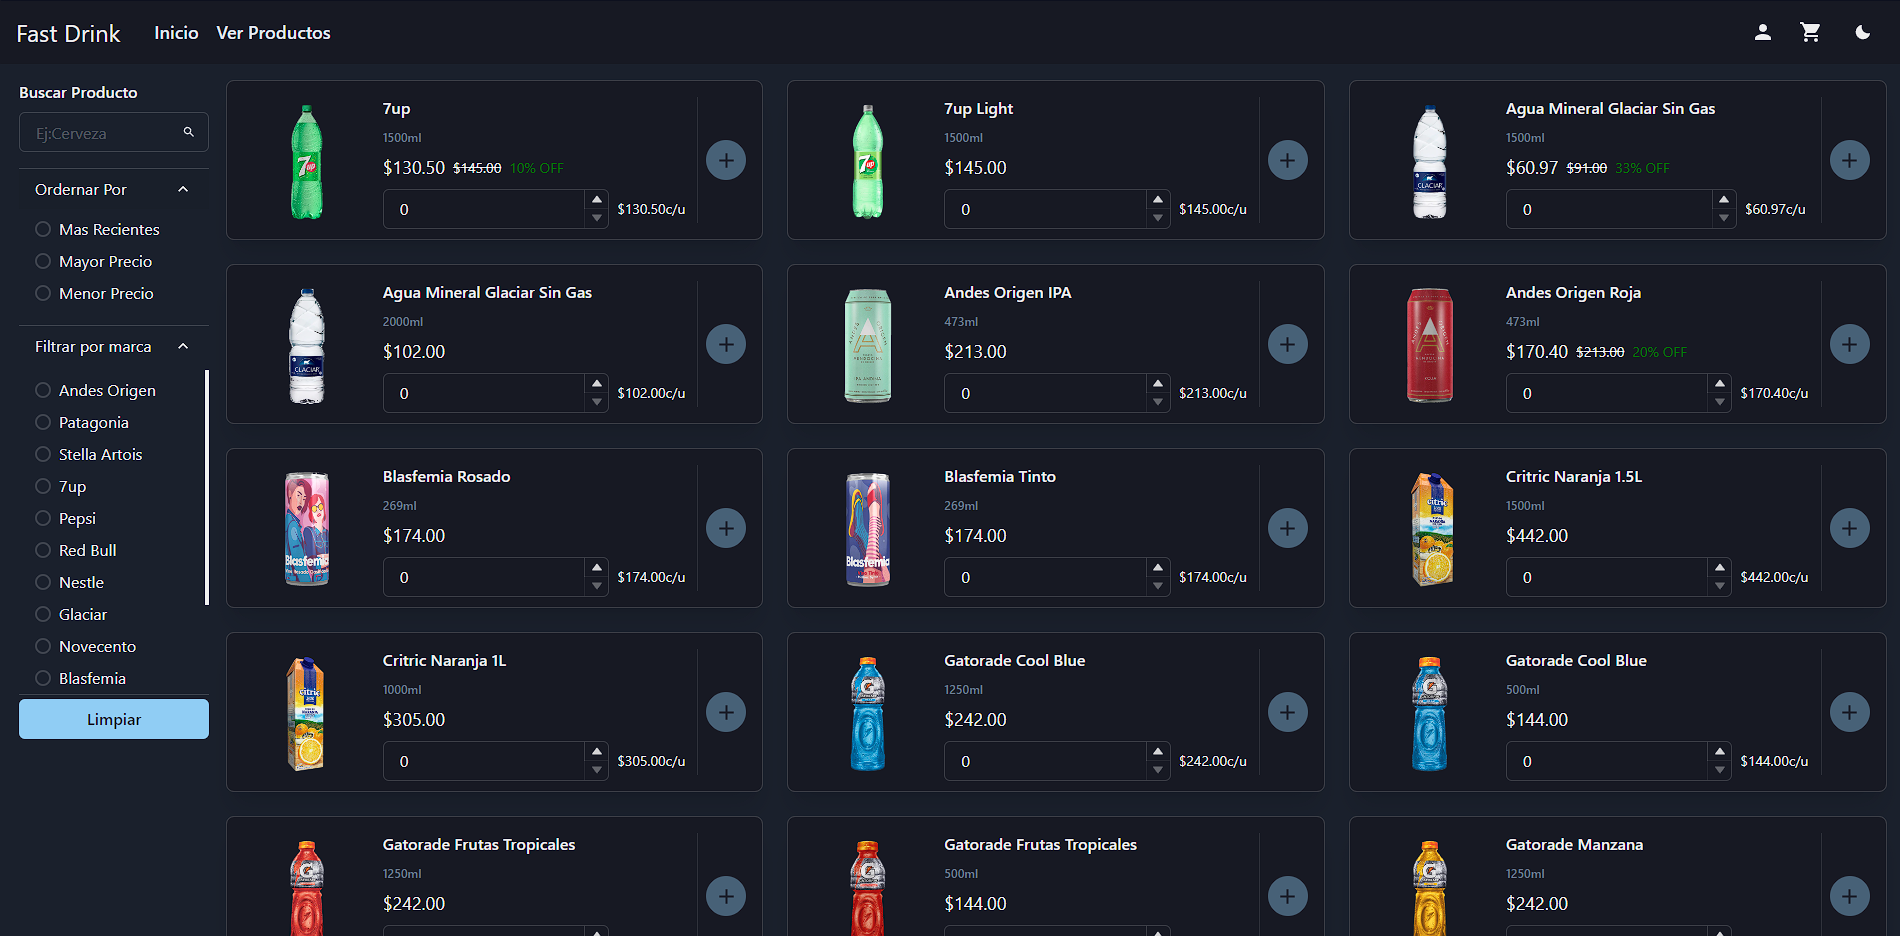 Fast Drink
Inicio
Ver Productos
Buscar Producto
Ej:Cerveza
Ordernar Por
Mas Recientes
Mayor Precio
Menor Precio
Filtrar por marca
Andes Origen
Patagonia
Stella Artois
7up
Pepsi
Red Bull
Nestle
Glaciar
Novecento
Blasfemia
Limpiar
7up
7up
1500ml
$130.50 $145.00 10% OFF
0
$130.50c/u
7up
7up Light
1500ml
$145.00
0
$145.00c/u
GLACIAR
Agua Mineral Glaciar Sin Gas
1500ml
$60.97 $91.00 33% OFF
0
$60.97c/u
GLACIAR
Agua Mineral Glaciar Sin Gas
2000ml
$102.00
0
$102.00c/u
Andes Origen IPA
473ml
$213.00
0
$213.00c/u
Andes Origen Roja
473ml
$170.40 $213.00 20% OFF
0
$170.40c/u
Blasfemia
Blasfemia Rosado
269ml
$174.00
0
$174.00c/u
Blasfemia
Blasfemia Tinto
269ml
$174.00
0
$174.00c/u
citric
Critric Naranja 1.5L
1500ml
$442.00
0
$442.00c/u
citric
Critric Naranja 1L
1000ml
$305.00
0
$305.00c/u
G
Gatorade Cool Blue
1250ml
$242.00
0
$242.00c/u
G
Gatorade Cool Blue
500ml
$144.00
0
$144.00c/u
G
Gatorade Frutas Tropicales
1250ml
$242.00
G
Gatorade Frutas Tropicales
500ml
$144.00
G
Gatorade Manzana
1250ml
$242.00